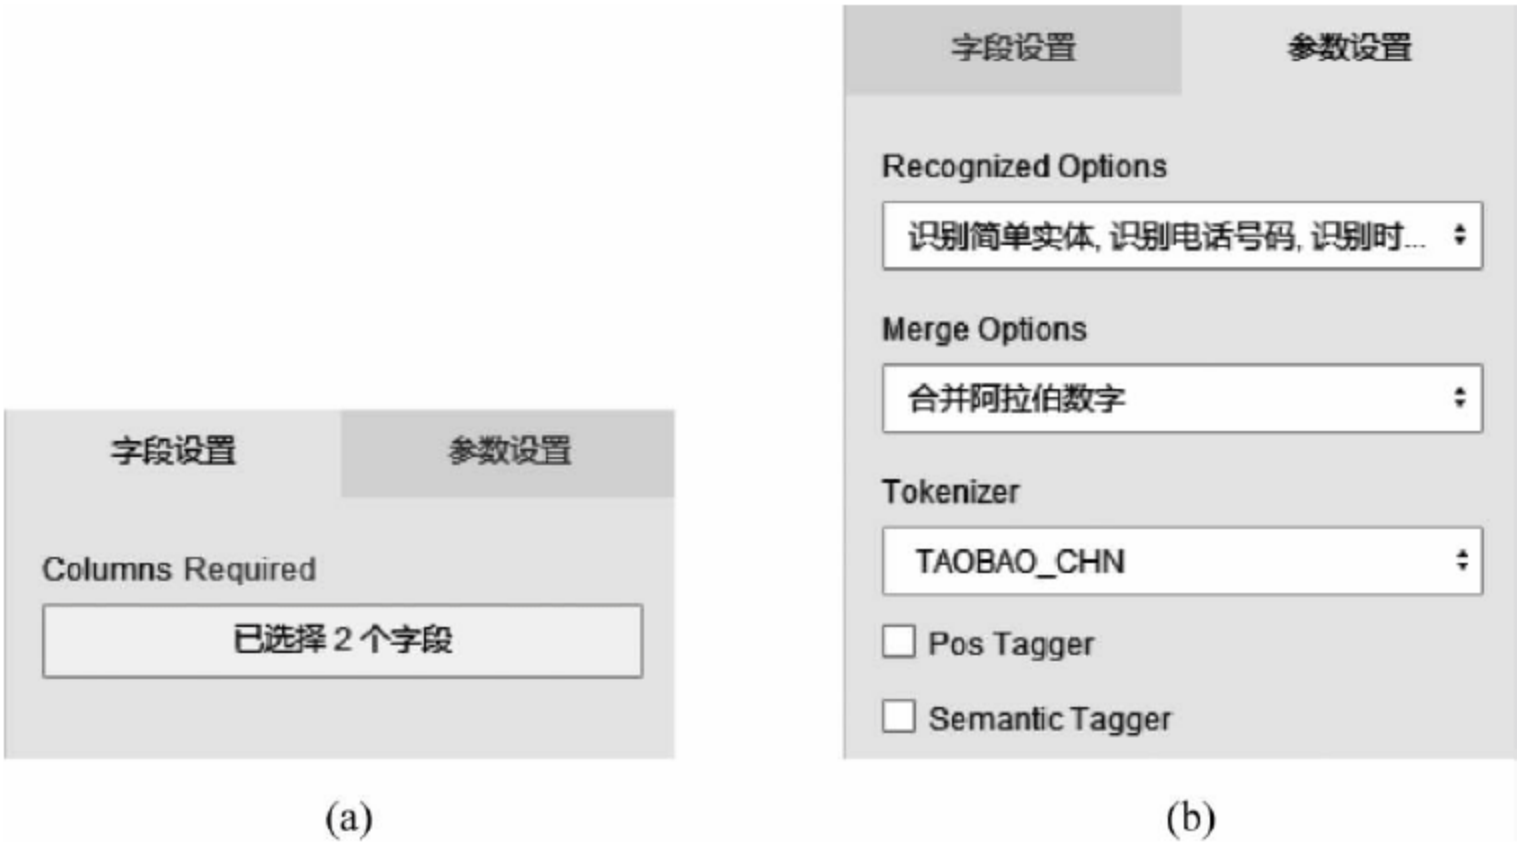 字段设置 参数设置
Columns Required
已选择 2 个字段
(a)
字段设置 参数设置
Recognized Options
识别简单实体, 识别电话号码, 识别时...
Merge Options
合并阿拉伯数字
Tokenizer
TAOBAO_CHN
Pos Tagger
Semantic Tagger
(b)